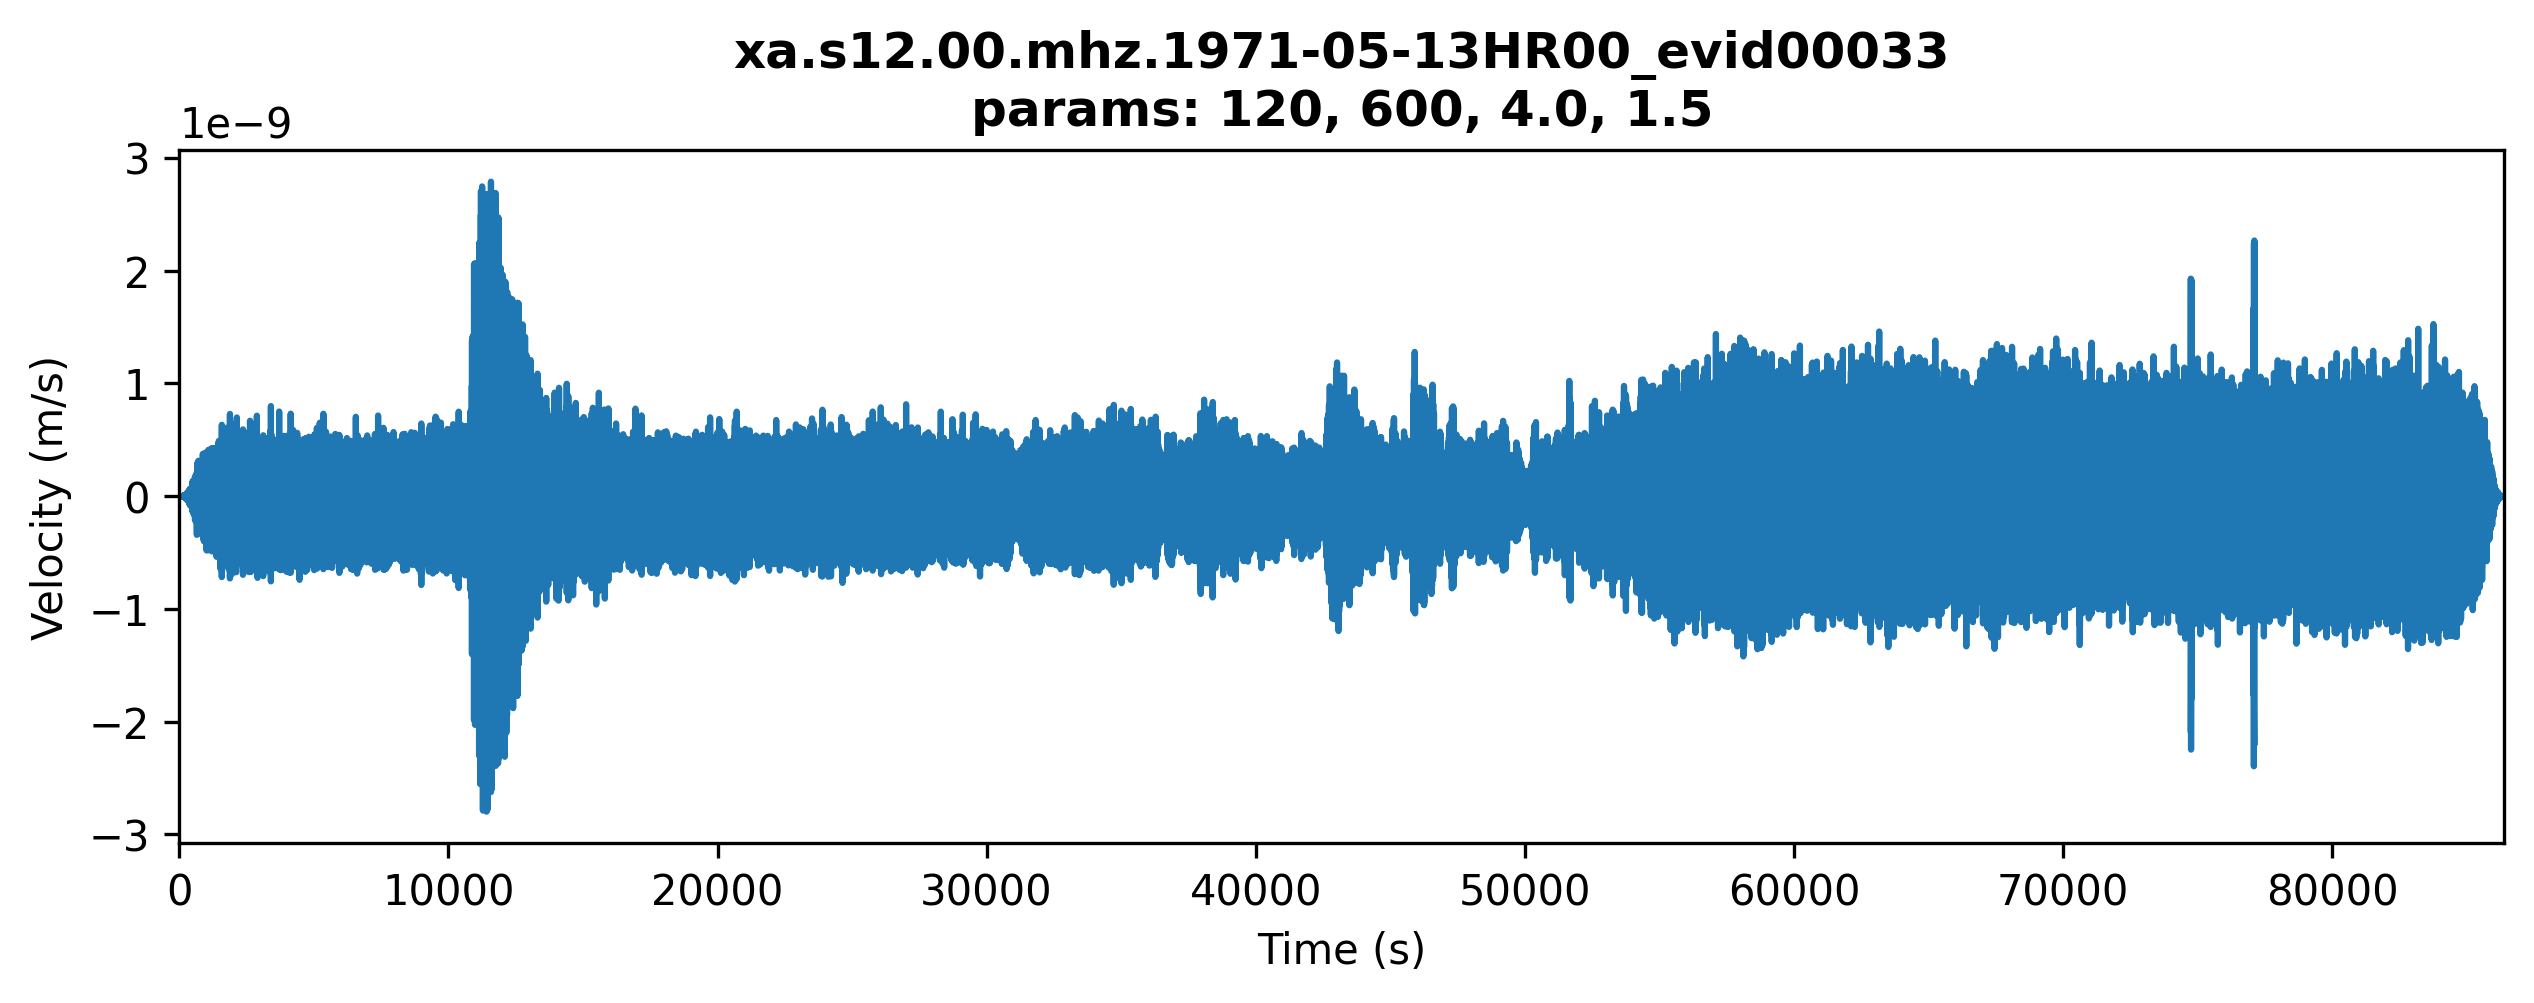 xa.s12.00.mhz.1971-05-13HR00_evid00033
params: 120, 600, 4.0, 1.5
1e−9
3
2
1
0
−1
−2
−3
Velocity (m/s)
0 10000 20000 30000 40000 50000 60000 70000 80000
Time (s)